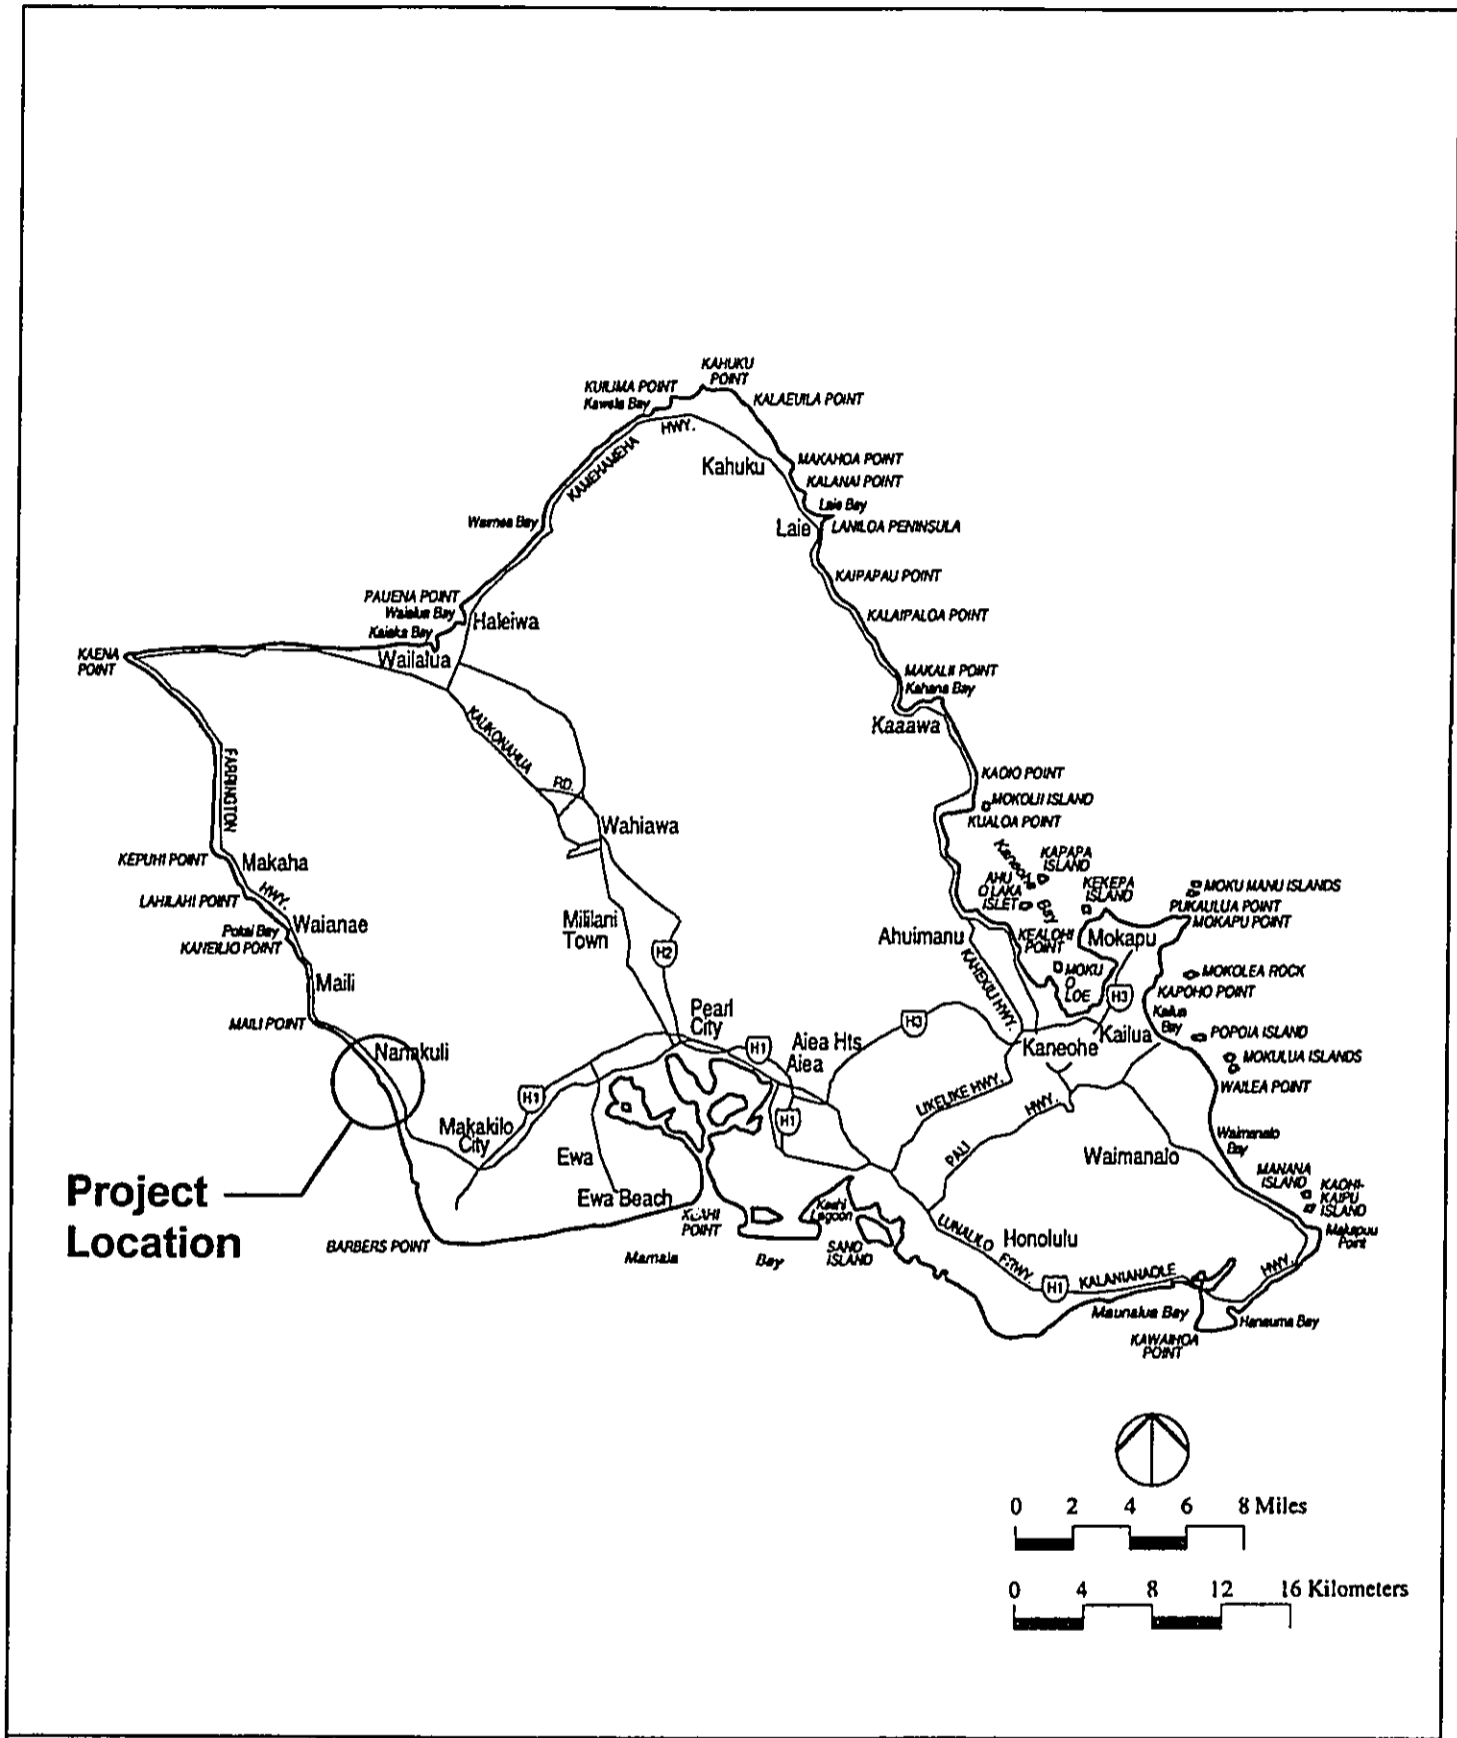 KAHUKU
POINT
KUILIMA POINT
Kawela Bay
KALAEUILA POINT
KAMEHAMEHA
HWY.
MAKAHOA POINT
Kahuku
KALANAI POINT
Laie Bay
Waimea Bay
Laie
LANILOA PENINSULA
KAIPAPAU POINT
PAUENA POINT
Waialua Bay
Haleiwa
KALAIPALOA POINT
Kaiaka Bay
KAENA
POINT
Wailalua
MAKALII POINT
Kahana Bay
Kaaawa
KAUKONAHUA
RD.
FARRINGTON
HWY.
KAOIO POINT
MOKOLII ISLAND
KUALOA POINT
Wahiawa
KEPUHI POINT
Makaha
Kaneohe
Bay
KAPAPA
ISLAND
AHU
O LAKA
ISLET
KEKEPA
ISLAND
MOKU MANU ISLANDS
PUKAULUA POINT
MOKAPU POINT
LAHILAHI POINT
Waianae
Pokai Bay
KANEILIO POINT
Mililani
Town
H2
Ahuimanu
KEALOHI
POINT
Mokapu
MOKU
O
LOE
MOKOLEA ROCK
KAPOHO POINT
H3
KAHEKILI HWY.
Maili
MAILI POINT
Pearl
City
H1
Aiea Hts
Aiea
H3
Kaneohe
Kailua
Kailua
Bay
POPOIA ISLAND
MOKULUA ISLANDS
WAILEA POINT
Nanakuli
H1
H1
LIKELIKE HWY.
PALI
HWY.
Makakilo
City
Ewa
Ewa Beach
Waimanalo
Waimanalo
Bay
MANANA
ISLAND
KAOHI-
KAIPU
ISLAND
Makapuu
Point
Project
Location
BARBERS POINT
POINT
Mamala
Bay
Keehi
Lagoon
SAND
ISLAND
LUNALILO
FRWY.
Honolulu
H1
KALANIANAOLE
HWY.
Maunalua Bay
KAWAIHOA
POINT
Hanauma Bay
0 2 4 6 8 Miles
0 4 8 12 16 Kilometers